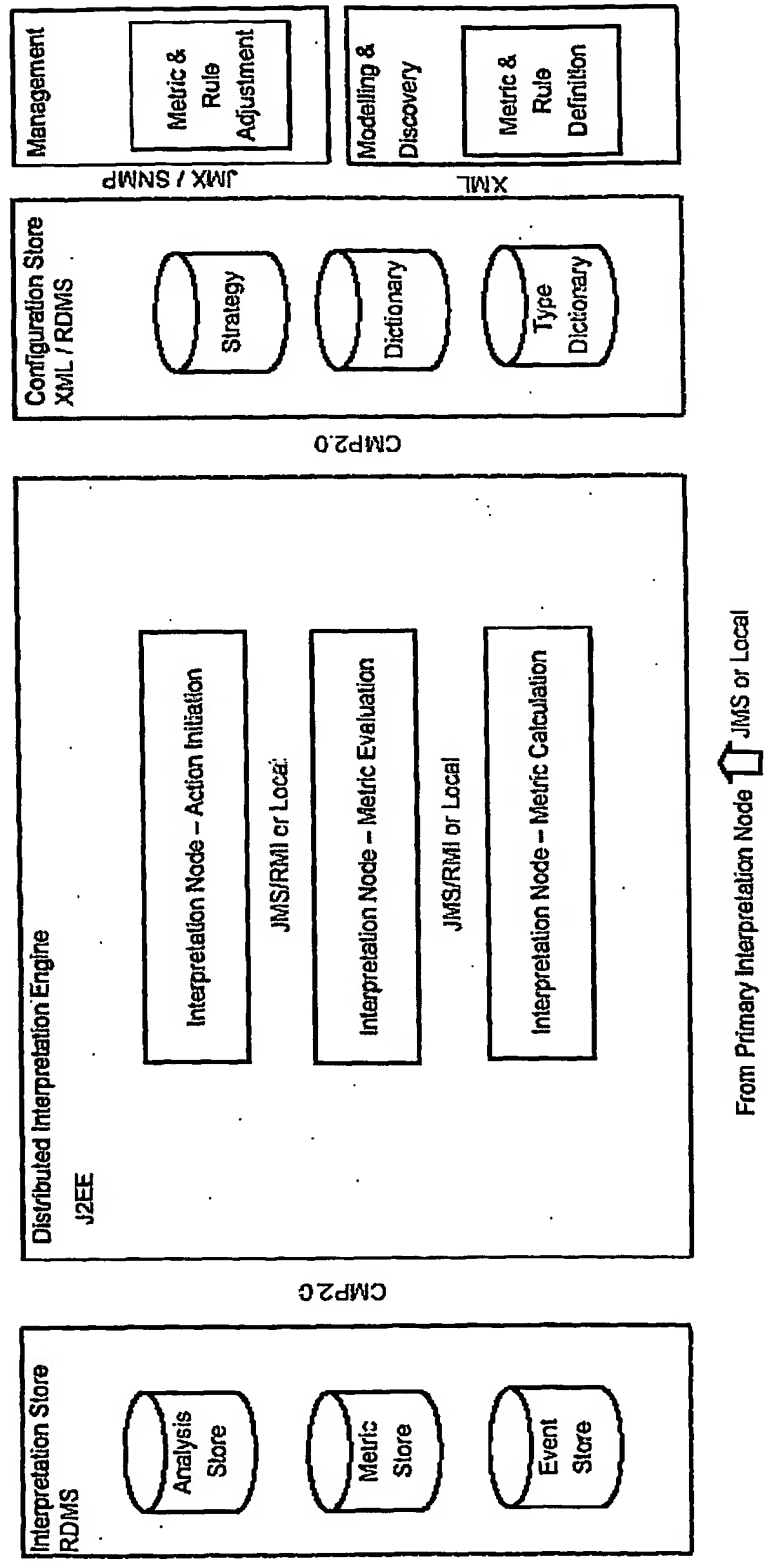 Interpretation Store
RDMS
Analysis
Store
Metric
Store
Event
Store
CMP2.0
Distributed Interpretation Engine
J2EE
Interpretation Node – Action Initiation
JMS/RMI or Local
Interpretation Node – Metric Evaluation
JMS/RMI or Local
Interpretation Node – Metric Calculation
From Primary Interpretation Node
JMS or Local
CMP2.0
Configuration Store
XML / RDMS
Strategy
Dictionary
Type
Dictionary
JMX / SNMP
XML
Management
Metric &
Rule
Adjustment
Modelling &
Discovery
Metric &
Rule
Definition